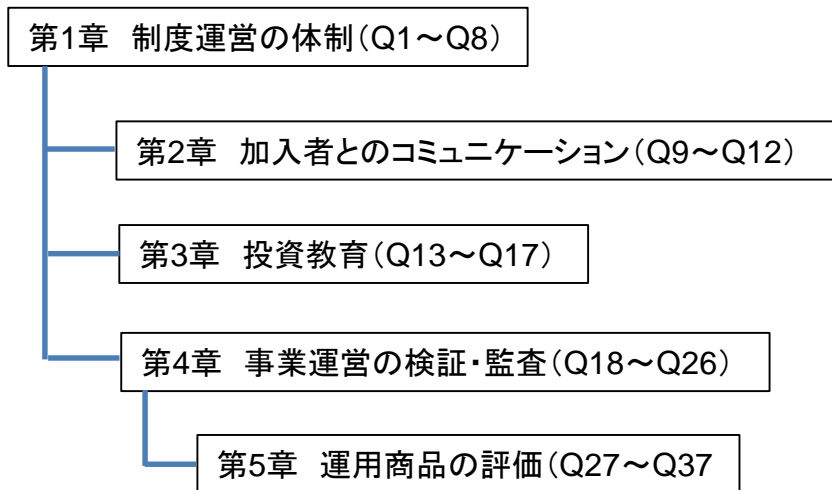 第1章　制度運営の体制（Q1～Q8）
第2章　加入者とのコミュニケーション（Q9～Q12）
第3章　投資教育（Q13～Q17）
第4章　事業運営の検証・監査（Q18～Q26）
第5章　運用商品の評価（Q27～Q37